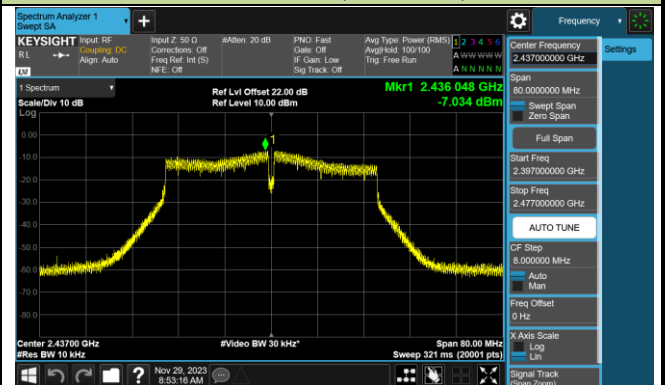 Spectrum Analyzer 1
Swept SA
+
Frequency
KEYSIGHT
Input: RF
Coupling: DC
Align: Auto
Input Z: 50 Ω
Corrections: Off
Freq Ref: Int (S)
NFE: Off
#Atten: 20 dB
PNO: Fast
Gate: Off
IF Gain: Low
Sig Track: Off
Avg Type: Power (RMS)
Avg|Hold: 100/100
Trig: Free Run
1 2 3 4 5 6
A W W W W W
A N N N N N
RL
LXI
Center Frequency
2.437000000 GHz
Settings
Span
80.0000000 MHz
Swept Span
Zero Span
Full Span
Start Freq
2.397000000 GHz
Stop Freq
2.477000000 GHz
AUTO TUNE
CF Step
8.000000 MHz
Auto
Man
Freq Offset
0 Hz
X Axis Scale
Log
Lin
Signal Track
(Span Zoom)
1 Spectrum
Scale/Div 10 dB
Log
Ref Lvl Offset 22.00 dB
Ref Level 10.00 dBm
Mkr1 2.436 048 GHz
-7.034 dBm
1
0.00
-10.0
-20.0
-30.0
-40.0
-50.0
-60.0
-70.0
-80.0
Center 2.43700 GHz
#Res BW 10 kHz
#Video BW 30 kHz*
Span 80.00 MHz
Sweep 321 ms (20001 pts)
?
Nov 29, 2023
8:53:16 AM